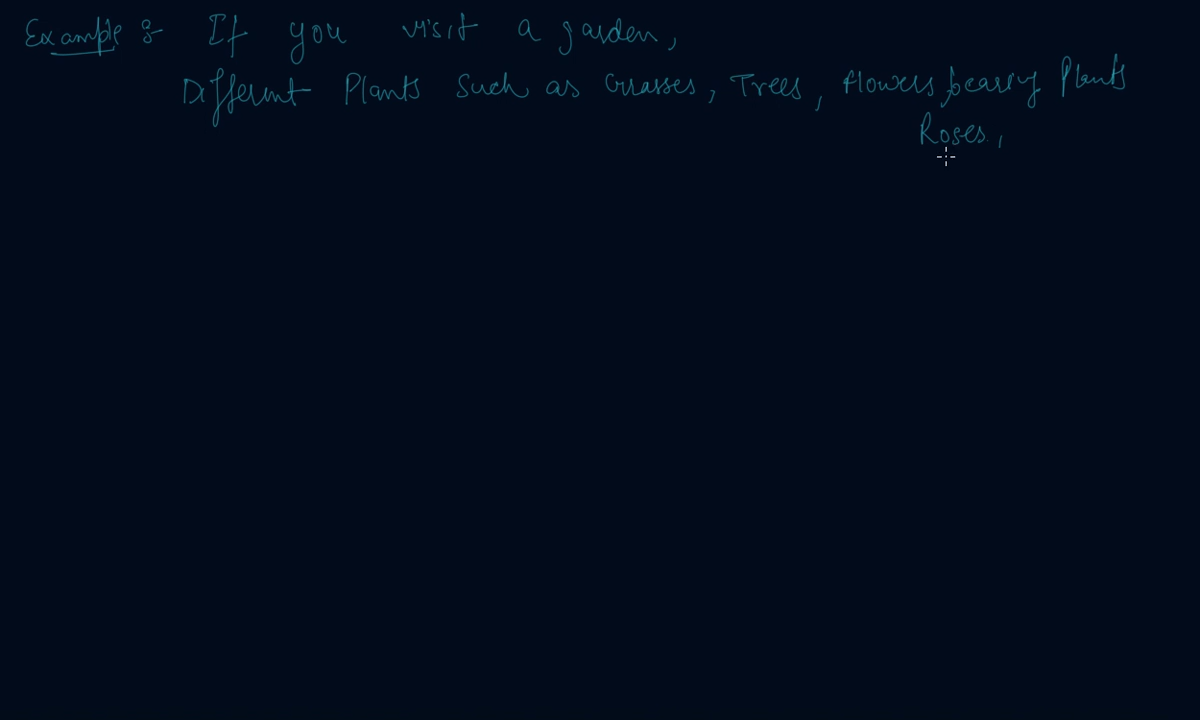 Example :- If you visit a garden,
Different Plants Such as Grasses, Trees, flowers bearing Plants
Roses,